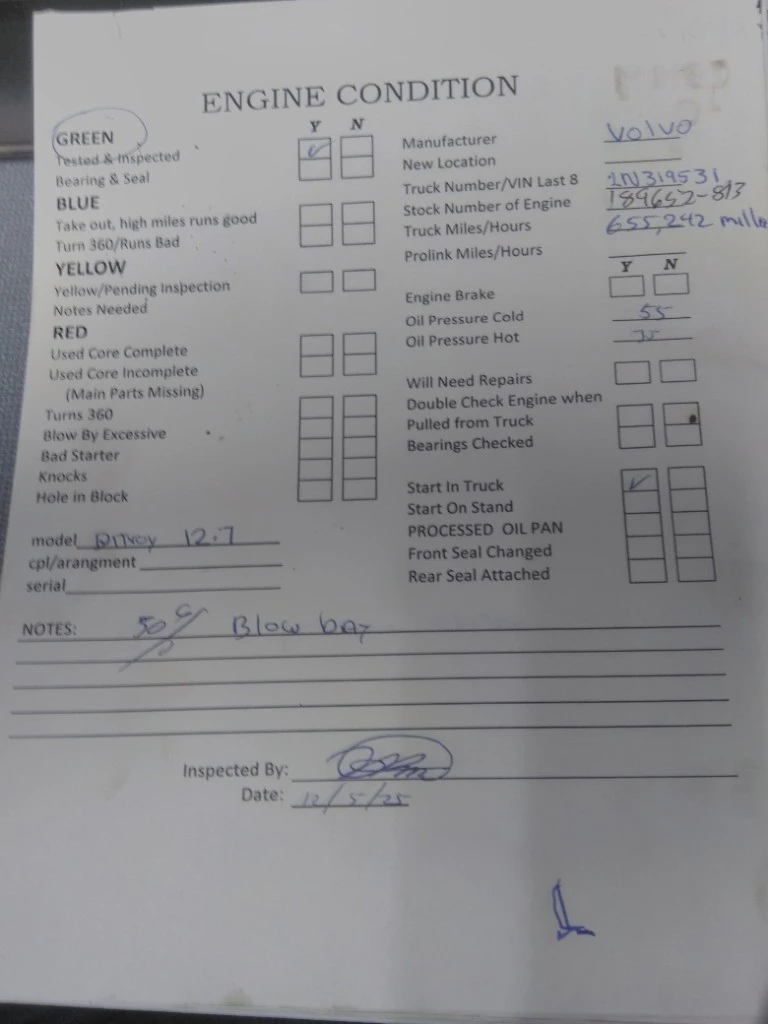 ENGINE CONDITION
Y N
GREEN
Tested & Inspected
Bearing & Seal
BLUE
Take out, high miles runs good
Turn 360/Runs Bad
YELLOW
Yellow/Pending Inspection
Notes Needed
RED
Used Core Complete
Used Core Incomplete
(Main Parts Missing)
Turns 360
Blow By Excessive
Bad Starter
Knocks
Hole in Block
model 12.7
cpl/arangment
serial
Manufacturer VOLVO
New Location
Truck Number/VIN Last 8 1N319531
Stock Number of Engine 189652-813
Truck Miles/Hours 655,242
Prolink Miles/Hours
Y N
Engine Brake
Oil Pressure Cold 55
Oil Pressure Hot
Will Need Repairs
Double Check Engine when
Pulled from Truck
Bearings Checked
Start In Truck
Start On Stand
PROCESSED OIL PAN
Front Seal Changed
Rear Seal Attached
NOTES: 50 Blow
Inspected By:
Date: 12/5/25